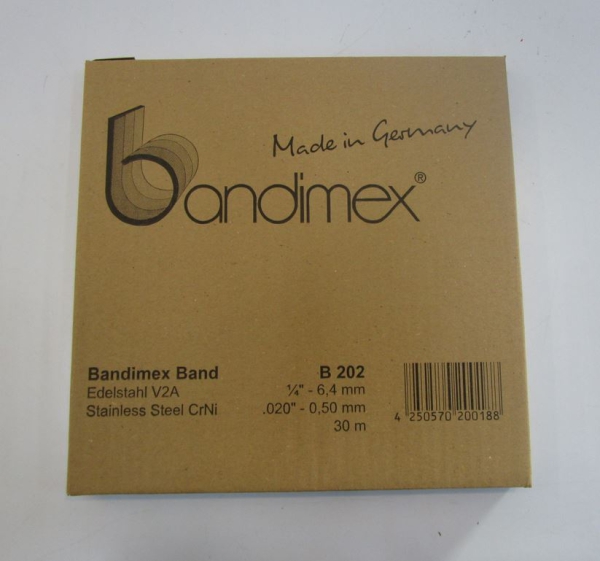 Made in Germany
bandimex®
Bandimex Band B 202
Edelstahl V2A ¼" - 6,4 mm
Stainless Steel CrNi .020" - 0,50 mm
30 m
4 250570 200188